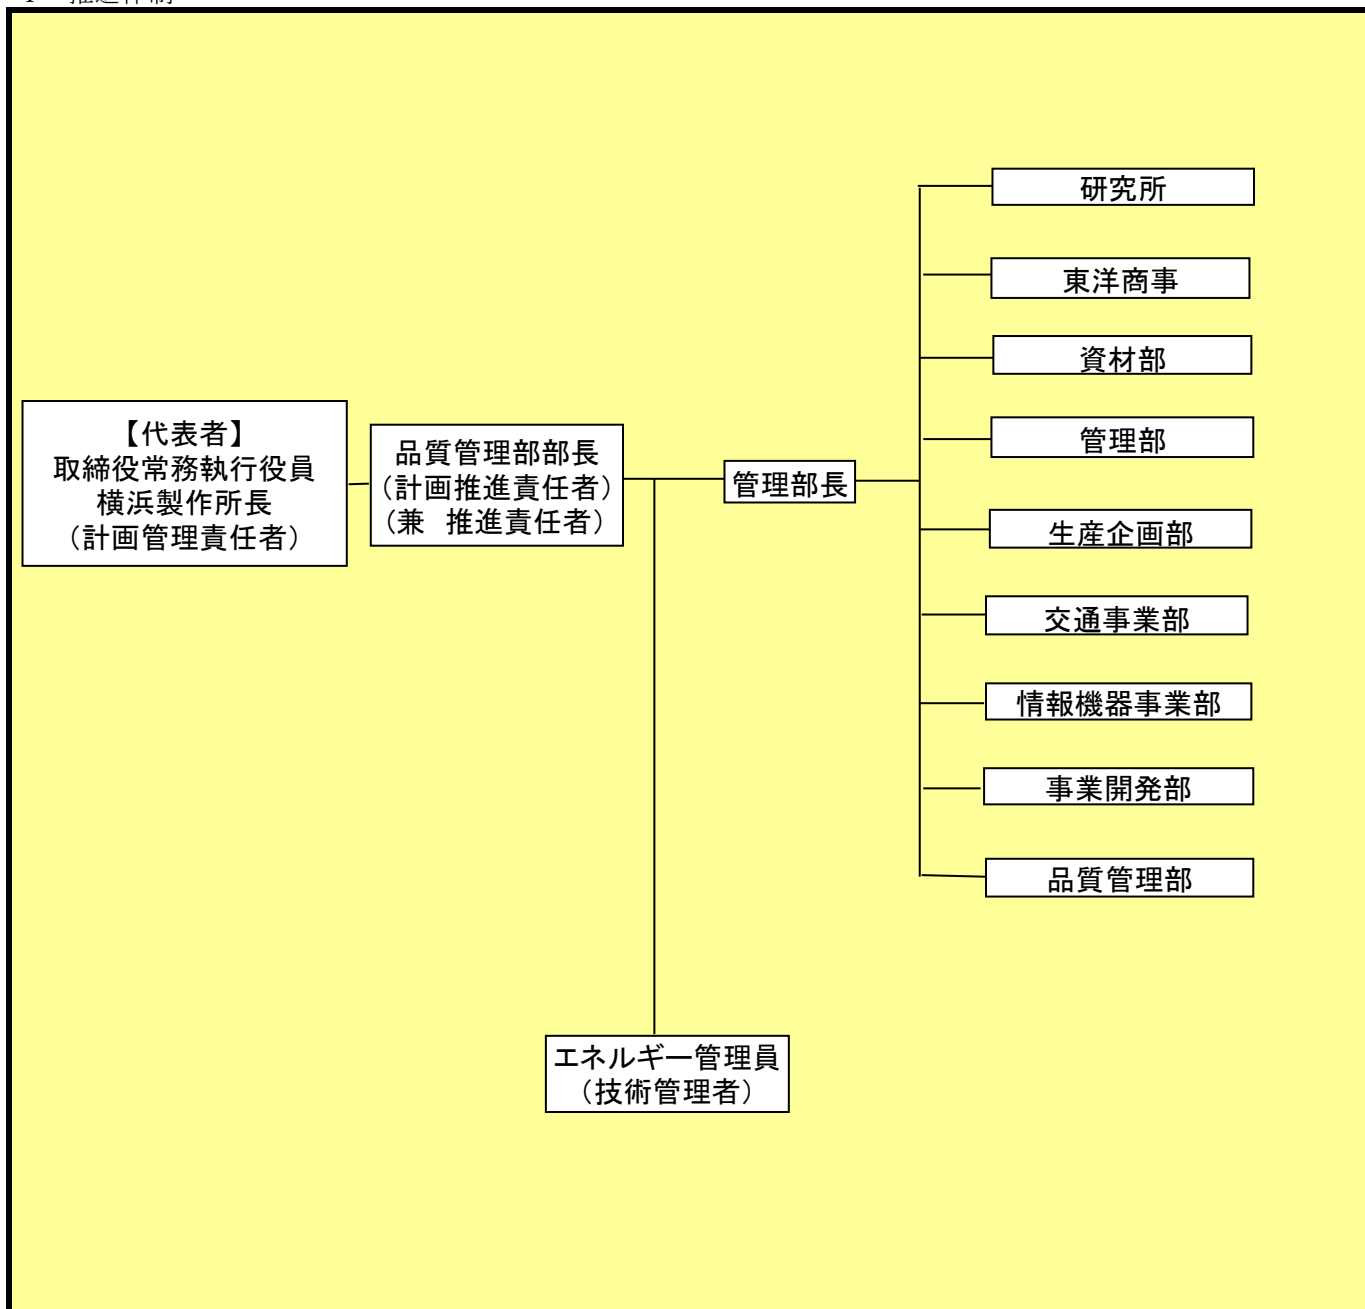 【代表者】
取締役常務執行役員
横浜製作所長
（計画管理責任者）
品質管理部部長
（計画推進責任者）
（兼　推進責任者）
管理部長
研究所
東洋商事
資材部
管理部
生産企画部
交通事業部
情報機器事業部
事業開発部
品質管理部
エネルギー管理員
（技術管理者）